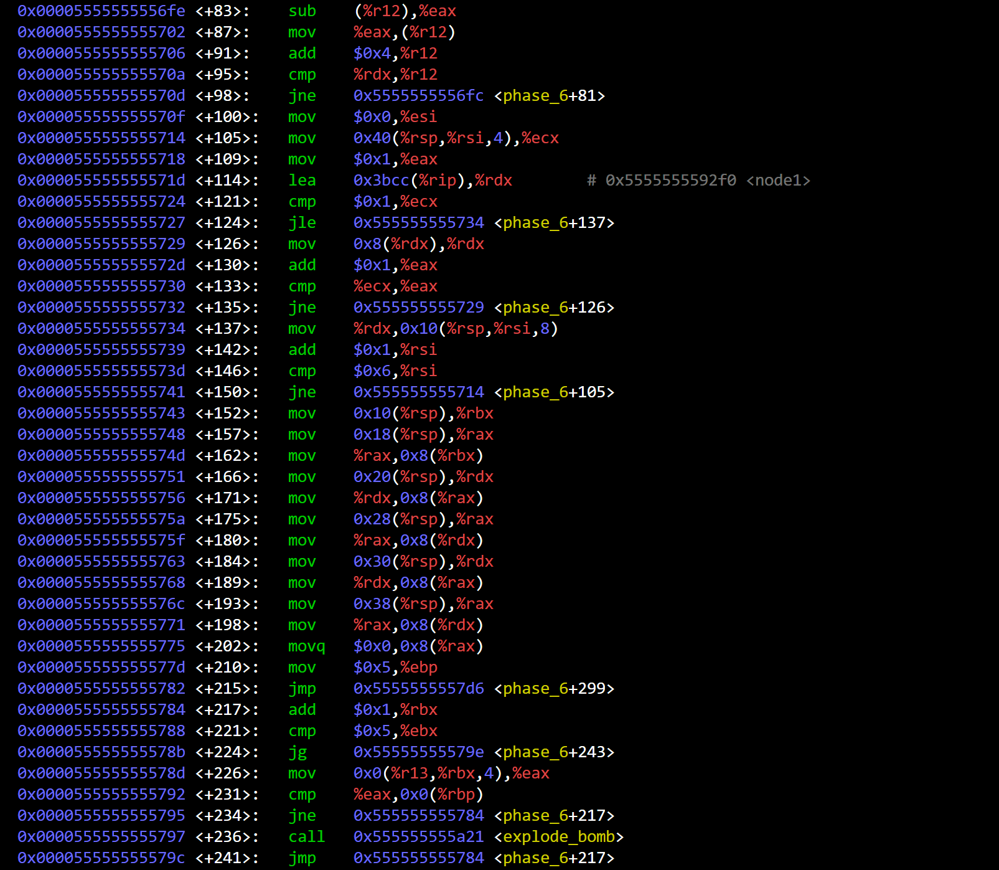 0x00005555555556fe <+83>: sub (%r12),%eax
0x0000555555555702 <+87>: mov %eax,(%r12)
0x0000555555555706 <+91>: add $0x4,%r12
0x000055555555570a <+95>: cmp %rdx,%r12
0x000055555555570d <+98>: jne 0x5555555556fc <phase_6+81>
0x000055555555570f <+100>: mov $0x0,%esi
0x0000555555555714 <+105>: mov 0x40(%rsp,%rsi,4),%ecx
0x0000555555555718 <+109>: mov $0x1,%eax
0x000055555555571d <+114>: lea 0x3bcc(%rip),%rdx # 0x5555555592f0 <node1>
0x0000555555555724 <+121>: cmp $0x1,%ecx
0x0000555555555727 <+124>: jle 0x555555555734 <phase_6+137>
0x0000555555555729 <+126>: mov 0x8(%rdx),%rdx
0x000055555555572d <+130>: add $0x1,%eax
0x0000555555555730 <+133>: cmp %ecx,%eax
0x0000555555555732 <+135>: jne 0x555555555729 <phase_6+126>
0x0000555555555734 <+137>: mov %rdx,0x10(%rsp,%rsi,8)
0x0000555555555739 <+142>: add $0x1,%rsi
0x000055555555573d <+146>: cmp $0x6,%rsi
0x0000555555555741 <+150>: jne 0x555555555714 <phase_6+105>
0x0000555555555743 <+152>: mov 0x10(%rsp),%rbx
0x0000555555555748 <+157>: mov 0x18(%rsp),%rax
0x000055555555574d <+162>: mov %rax,0x8(%rbx)
0x0000555555555751 <+166>: mov 0x20(%rsp),%rdx
0x0000555555555756 <+171>: mov %rdx,0x8(%rax)
0x000055555555575a <+175>: mov 0x28(%rsp),%rax
0x000055555555575f <+180>: mov %rax,0x8(%rdx)
0x0000555555555763 <+184>: mov 0x30(%rsp),%rdx
0x0000555555555768 <+189>: mov %rdx,0x8(%rax)
0x000055555555576c <+193>: mov 0x38(%rsp),%rax
0x0000555555555771 <+198>: mov %rax,0x8(%rdx)
0x0000555555555775 <+202>: movq $0x0,0x8(%rax)
0x000055555555577d <+210>: mov $0x5,%ebp
0x0000555555555782 <+215>: jmp 0x5555555557d6 <phase_6+299>
0x0000555555555784 <+217>: add $0x1,%rbx
0x0000555555555788 <+221>: cmp $0x5,%ebx
0x000055555555578b <+224>: jg 0x55555555579e <phase_6+243>
0x000055555555578d <+226>: mov 0x0(%r13,%rbx,4),%eax
0x0000555555555792 <+231>: cmp %eax,0x0(%rbp)
0x0000555555555795 <+234>: jne 0x555555555784 <phase_6+217>
0x0000555555555797 <+236>: call 0x555555555a21 <explode_bomb>
0x000055555555579c <+241>: jmp 0x555555555784 <phase_6+217>